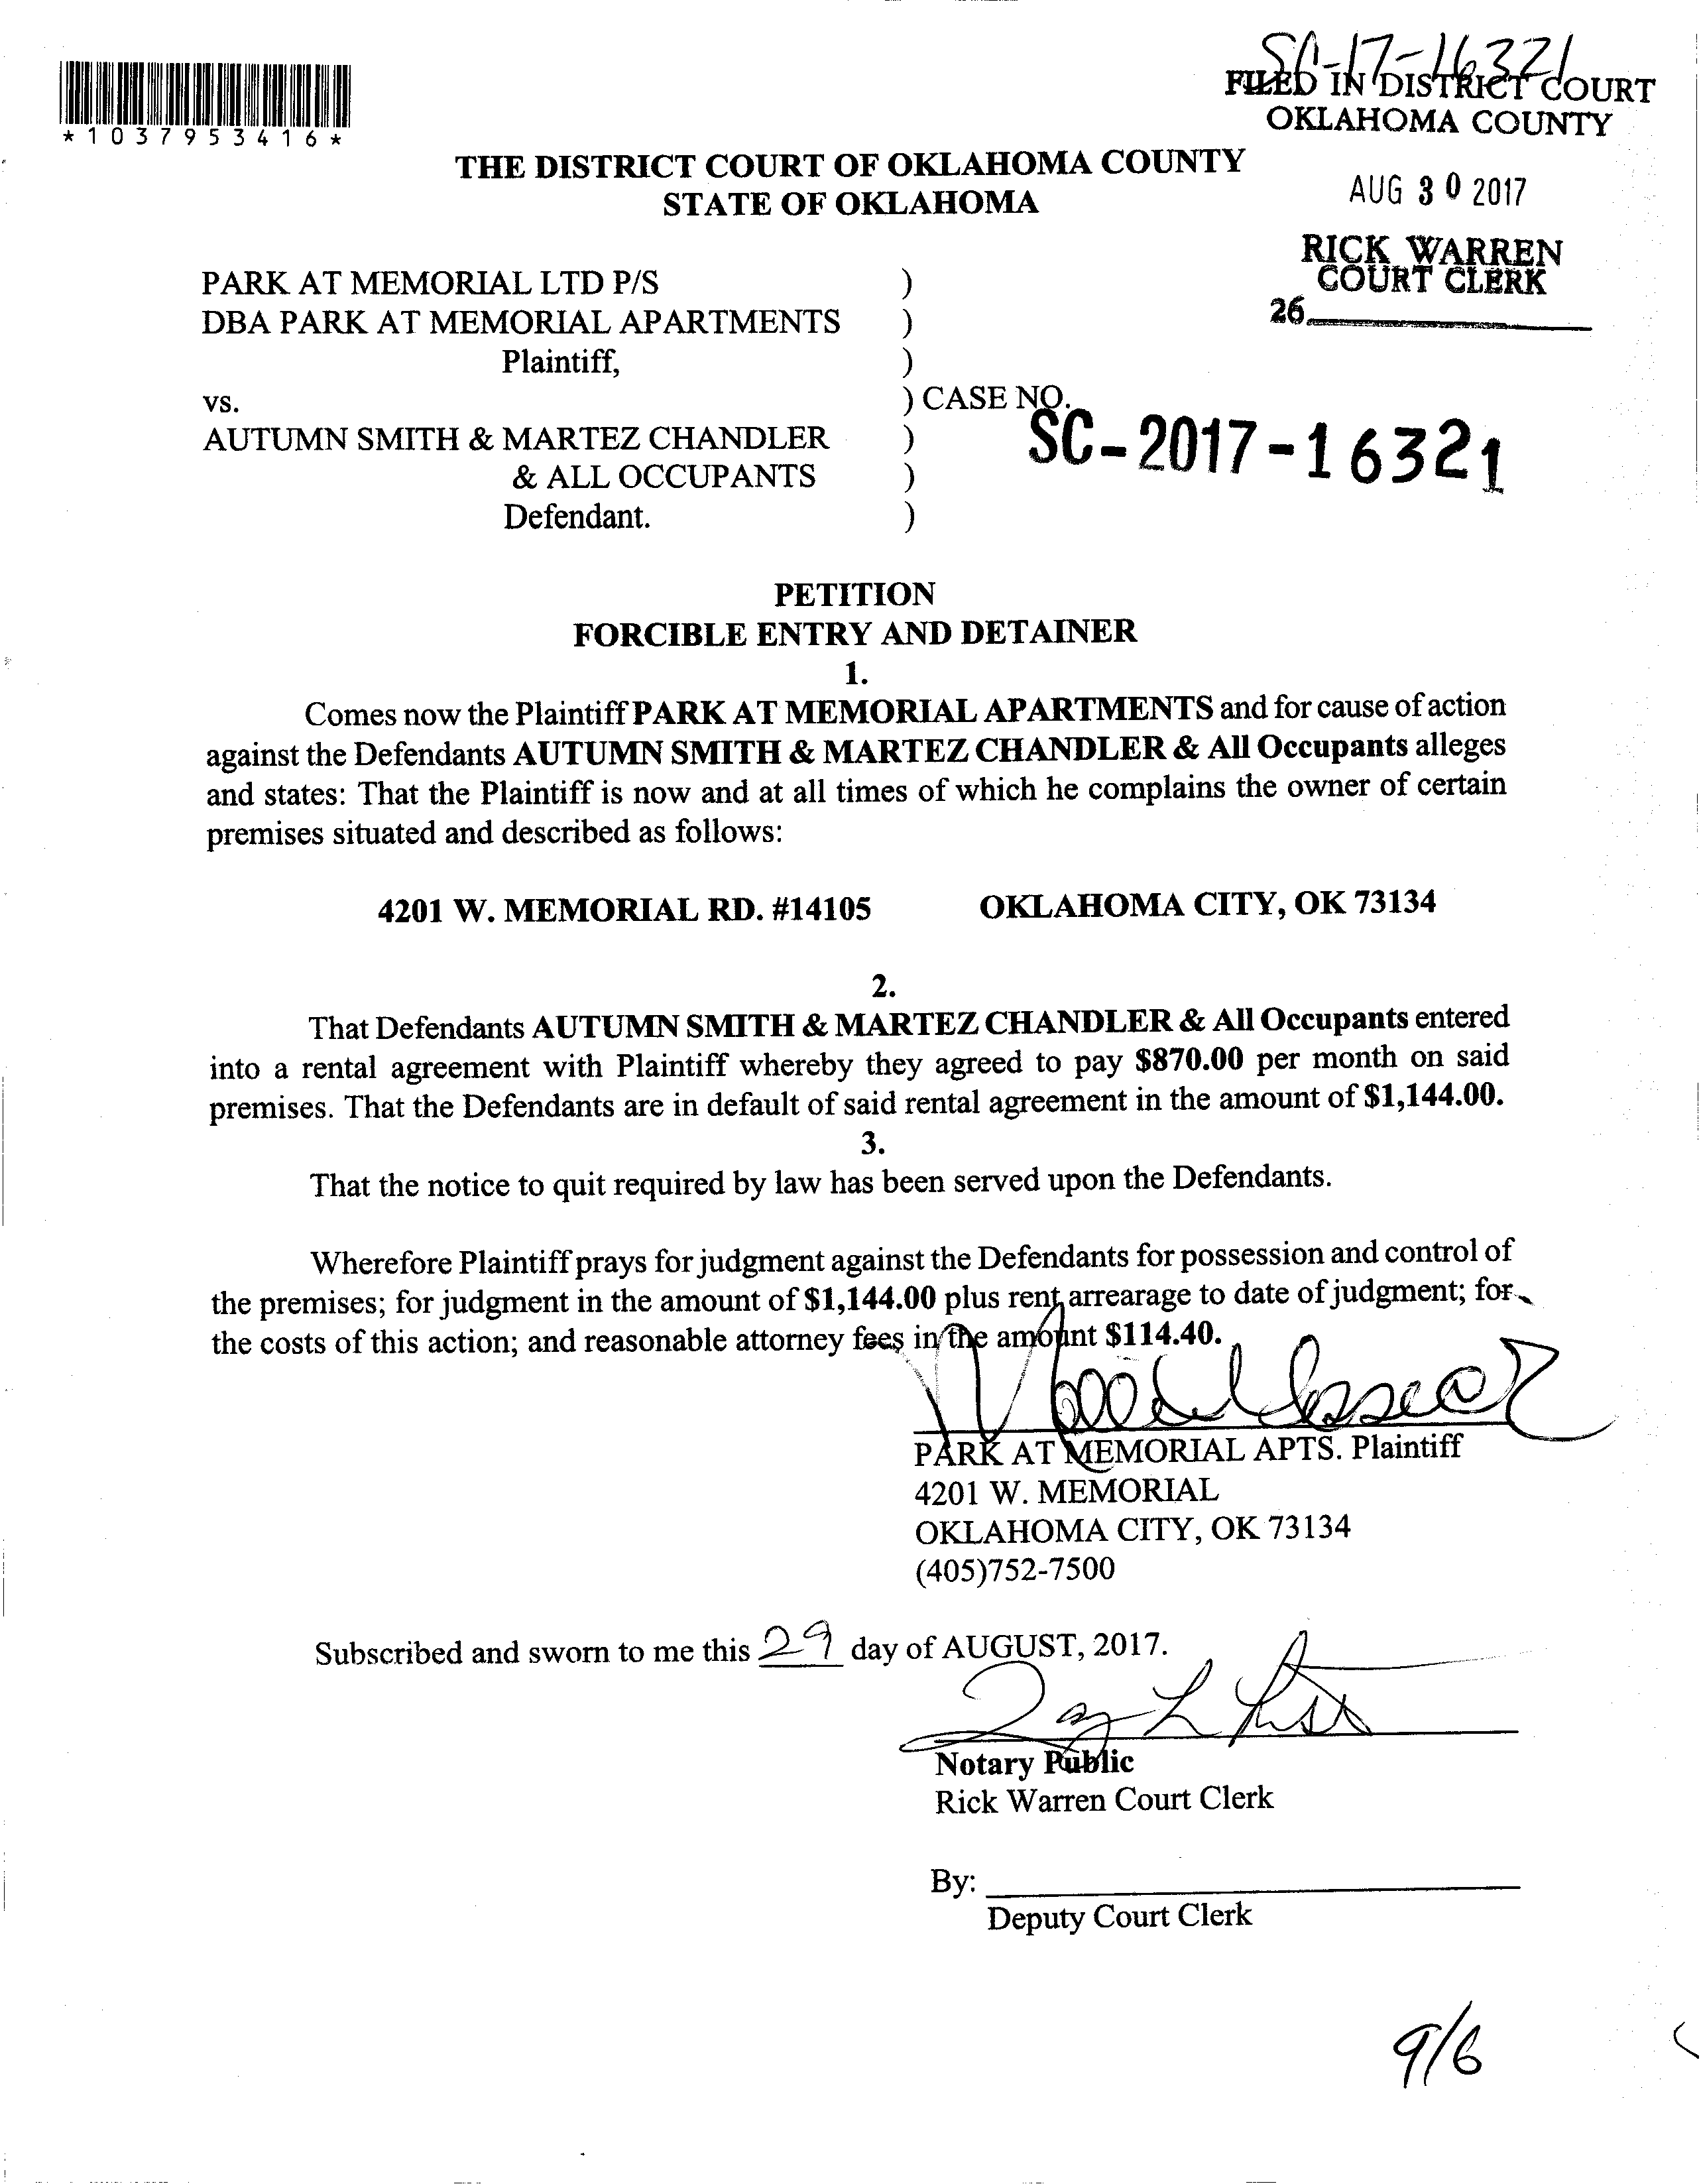 SC-17-16321
FILED IN DISTRICT COURT
OKLAHOMA COUNTY
*1037953416*
THE DISTRICT COURT OF OKLAHOMA COUNTY
STATE OF OKLAHOMA
AUG 30 2017
RICK WARREN
COURT CLERK
26
PARK AT MEMORIAL LTD P/S )
DBA PARK AT MEMORIAL APARTMENTS )
Plaintiff, )
vs. ) CASE NO.
SC-2017-16321
AUTUMN SMITH & MARTEZ CHANDLER )
& ALL OCCUPANTS )
Defendant. )
PETITION
FORCIBLE ENTRY AND DETAINER
1.
Comes now the Plaintiff PARK AT MEMORIAL APARTMENTS and for cause of action
against the Defendants AUTUMN SMITH & MARTEZ CHANDLER & All Occupants alleges
and states: That the Plaintiff is now and at all times of which he complains the owner of certain
premises situated and described as follows:
4201 W. MEMORIAL RD. #14105 OKLAHOMA CITY, OK 73134
2.
That Defendants AUTUMN SMITH & MARTEZ CHANDLER & All Occupants entered
into a rental agreement with Plaintiff whereby they agreed to pay $870.00 per month on said
premises. That the Defendants are in default of said rental agreement in the amount of $1,144.00.
3.
That the notice to quit required by law has been served upon the Defendants.
Wherefore Plaintiff prays for judgment against the Defendants for possession and control of
the premises; for judgment in the amount of $1,144.00 plus rent arrearage to date of judgment; for
the costs of this action; and reasonable attorney fees in the amount $114.40.
PARK AT MEMORIAL APTS. Plaintiff
4201 W. MEMORIAL
OKLAHOMA CITY, OK 73134
(405)752-7500
Subscribed and sworn to me this 29 day of AUGUST, 2017.
Notary Public
Rick Warren Court Clerk
By:
Deputy Court Clerk
9/6